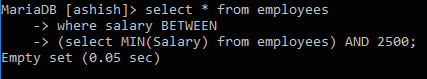 MariaDB [ashish]> select * from employees
-> where salary BETWEEN
-> (select MIN(Salary) from employees) AND 2500;
Empty set (0.05 sec)